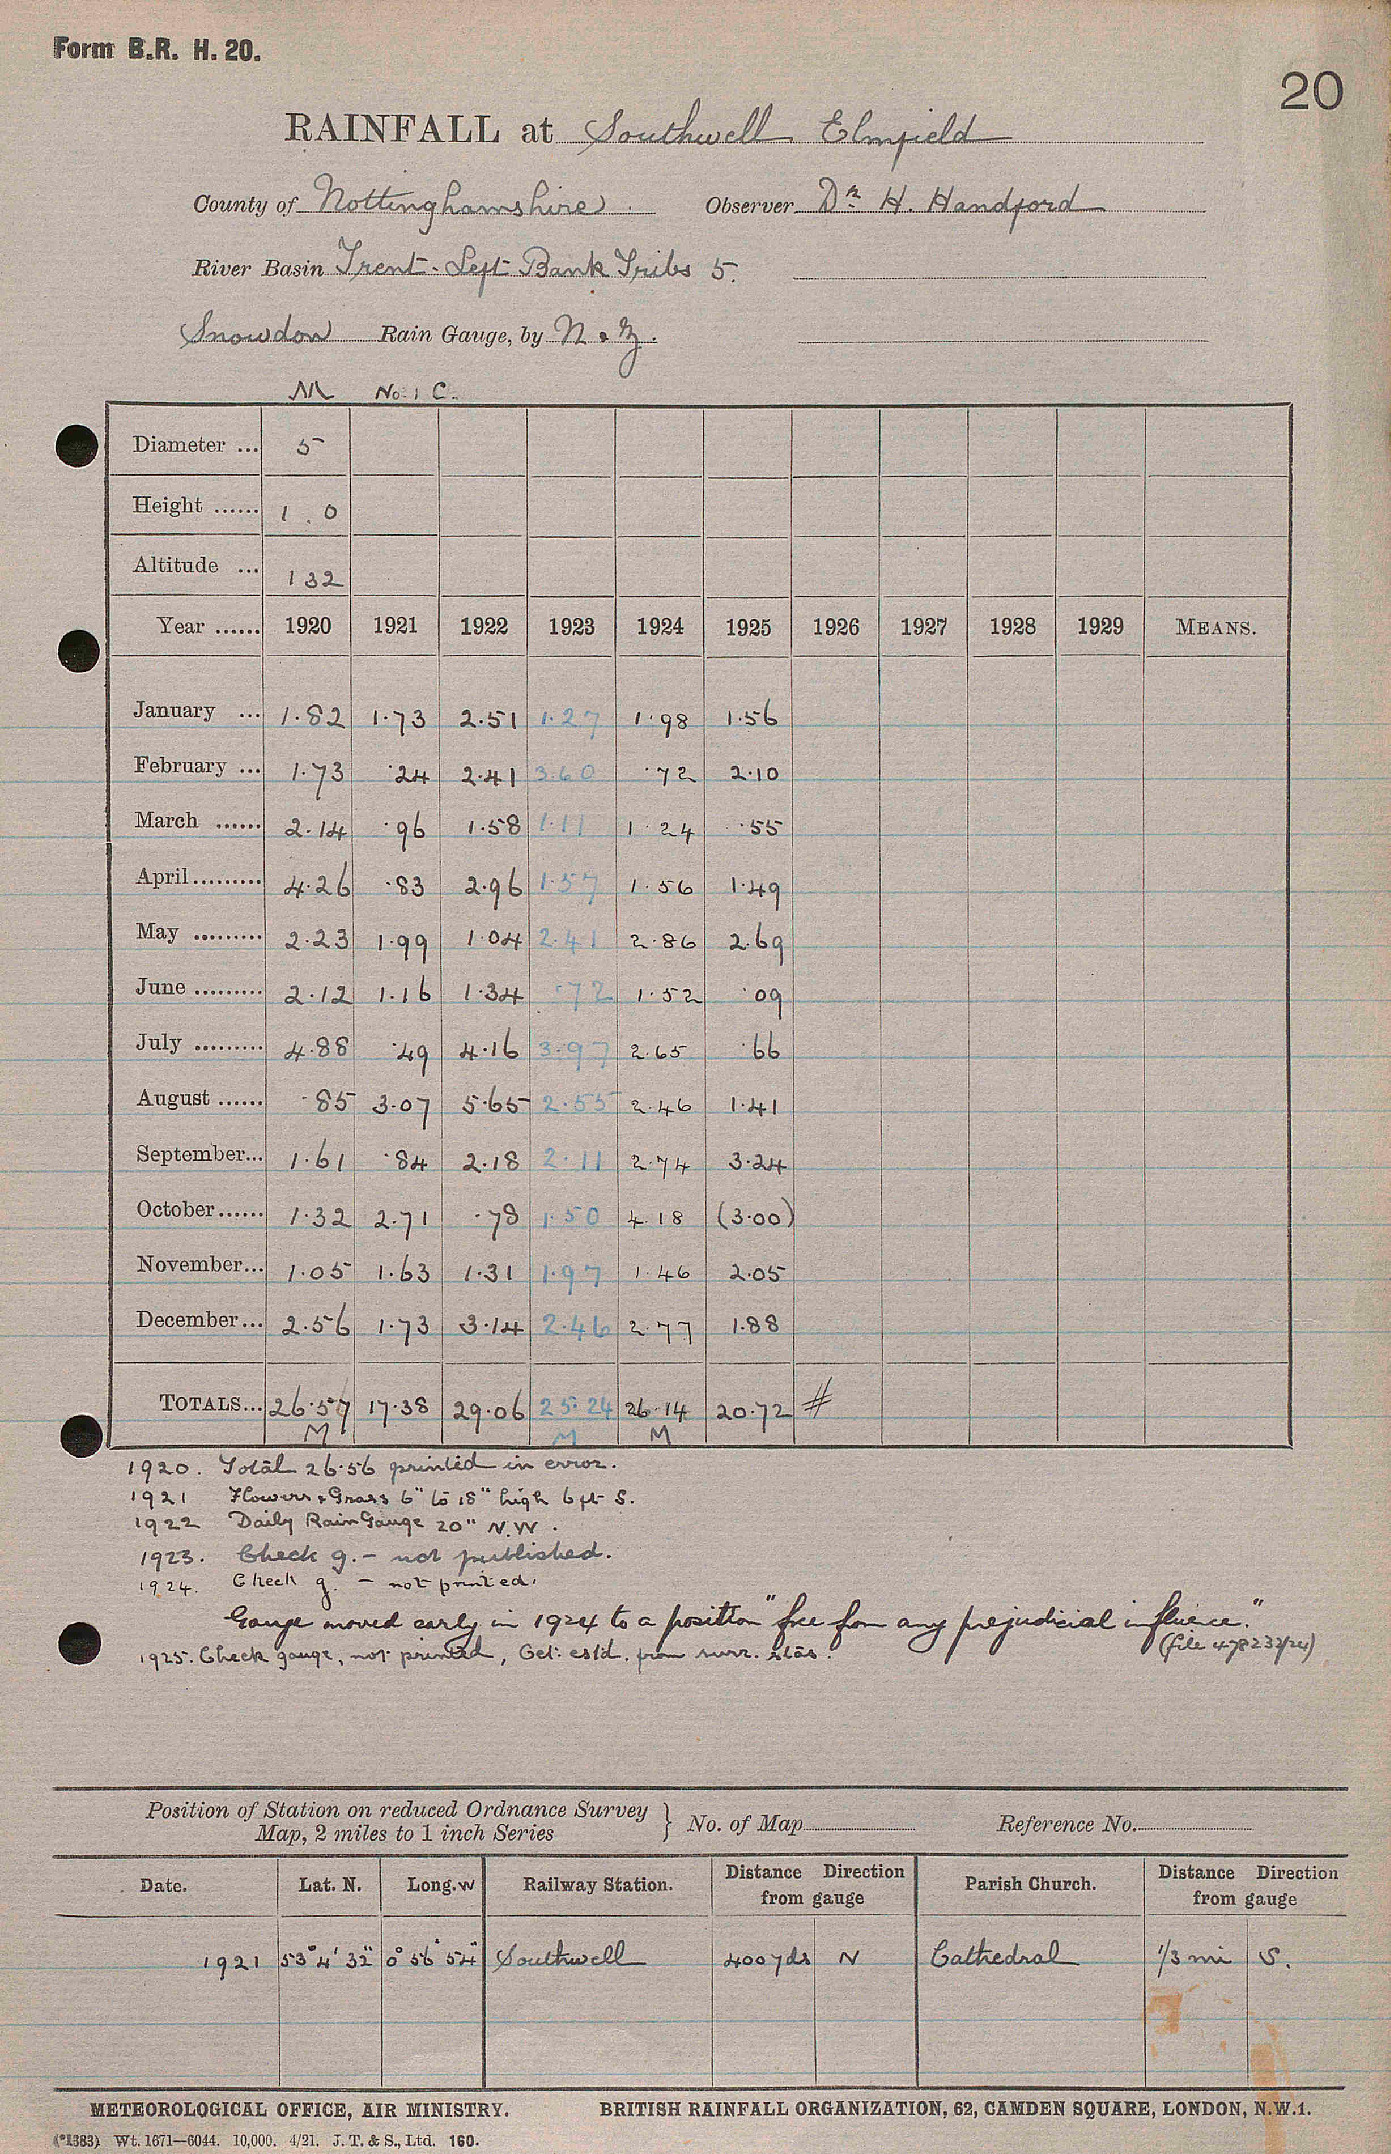 Form B.R. H. 20.
20
RAINFALL at Southwell Elmfield
County of Nottinghamshire. Observer Dr. H. Handford
River Basin Trent. Left Bank Tribs 5.
Snowdon Rain Gauge, by N & Z.
M No. 1 C.
Diameter ... 5
Height ...... 1.0
Altitude ... 132
Year ...... 1920 1921 1922 1923 1924 1925 1926 1927 1928 1929 MEANS.
January ... 1.82 1.73 2.51 1.27 1.98 1.56
February ... 1.73 .24 2.41 3.60 .72 2.10
March ...... 2.14 .96 1.58 1.11 1.24 .55
April......... 4.26 .83 2.96 1.57 1.56 1.49
May ......... 2.23 1.99 1.04 2.41 2.86 2.69
June ......... 2.12 1.16 1.34 .72 1.52 .09
July ......... 4.88 .49 4.16 3.97 2.65 .66
August ...... .85 3.07 5.65 2.55 2.46 1.41
September... 1.61 .84 2.18 2.11 2.74 3.24
October...... 1.32 2.71 .78 1.50 4.18 (3.00)
November... 1.05 1.63 1.31 1.97 1.46 2.05
December... 2.56 1.73 3.14 2.46 2.77 1.88
TOTALS... 26.57 17.38 29.06 25.24 26.14 20.72 #
M M M
1920. Total 26.56 printed in error.
1921 Flowers & Grass 6" to 18" high 6 ft S.
1922 Daily Rain Gauge 20" N.W.
1923. Check g. – not published.
1924. Check g. – not printed.
Gauge moved early in 1924 to a position "free from any prejudicial influence."
(file 478233/24)
1925. Check gauge, not printed, Oct: est'd. from surr. stas.
Position of Station on reduced Ordnance Survey
Map, 2 miles to 1 inch Series } No. of Map Reference No.
Date. Lat. N. Long. W Railway Station. Distance Direction from gauge Parish Church. Distance Direction from gauge
1921 53° 4' 32" 0° 56' 54" Southwell 400 yds N Cathedral 1/3 mi S.
METEOROLOGICAL OFFICE, AIR MINISTRY. BRITISH RAINFALL ORGANIZATION, 62, CAMDEN SQUARE, LONDON, N.W.1.
(*1383) Wt. 1671—6044. 10,000. 4/21. J. T. & S., Ltd. 160.